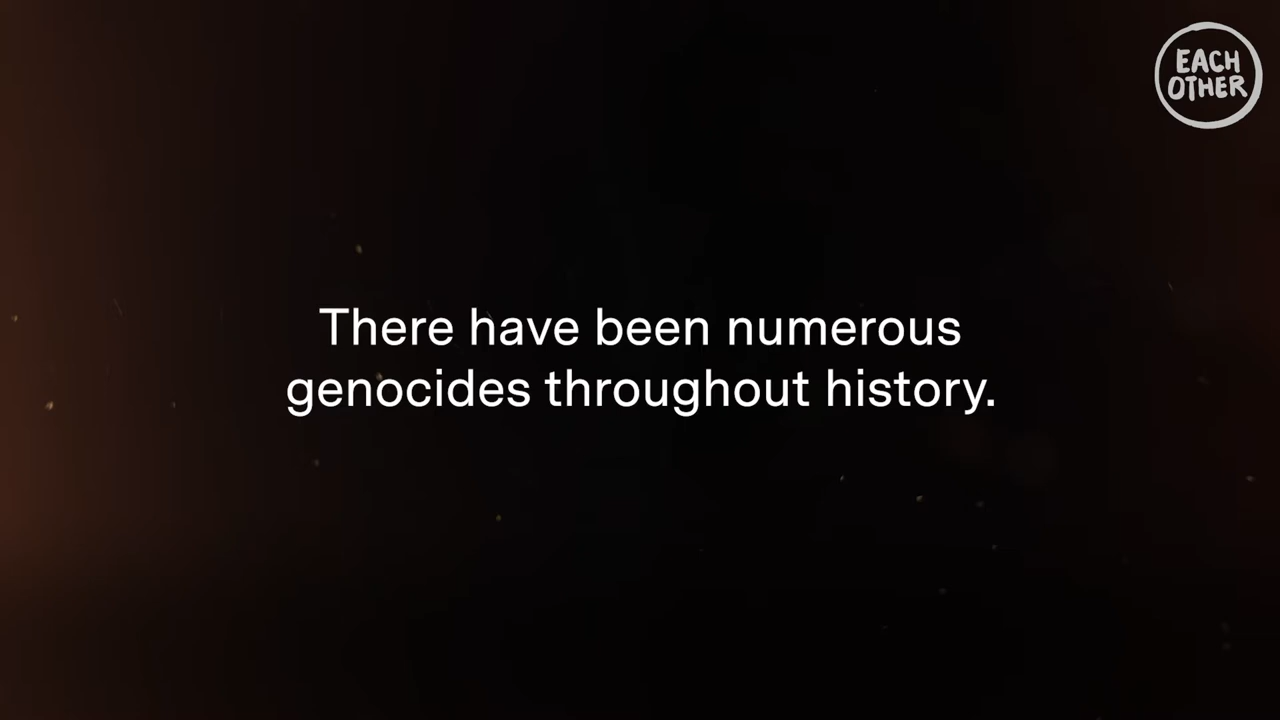 EACH
OTHER
There have been numerous
genocides throughout history.